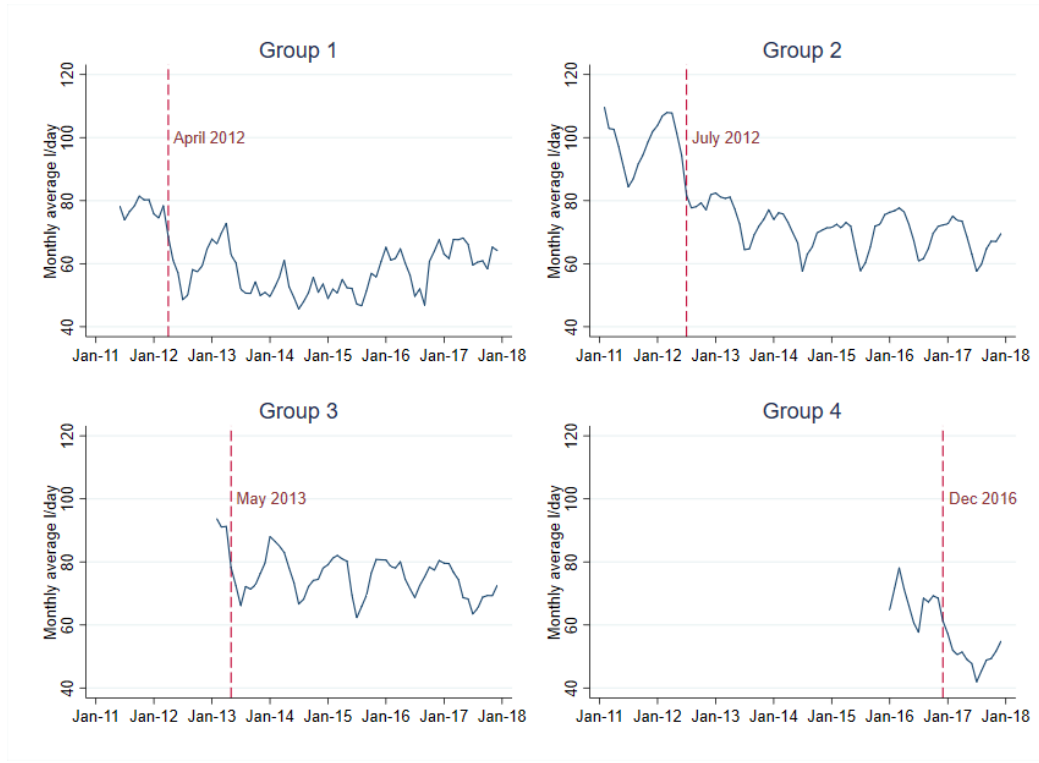 Group 1
Monthly average l/day
120
100
80
60
40
April 2012
Jan-11 Jan-12 Jan-13 Jan-14 Jan-15 Jan-16 Jan-17 Jan-18
Group 2
Monthly average l/day
120
100
80
60
40
July 2012
Jan-11 Jan-12 Jan-13 Jan-14 Jan-15 Jan-16 Jan-17 Jan-18
Group 3
Monthly average l/day
120
100
80
60
40
May 2013
Jan-11 Jan-12 Jan-13 Jan-14 Jan-15 Jan-16 Jan-17 Jan-18
Group 4
Monthly average l/day
120
100
80
60
40
Dec 2016
Jan-11 Jan-12 Jan-13 Jan-14 Jan-15 Jan-16 Jan-17 Jan-18